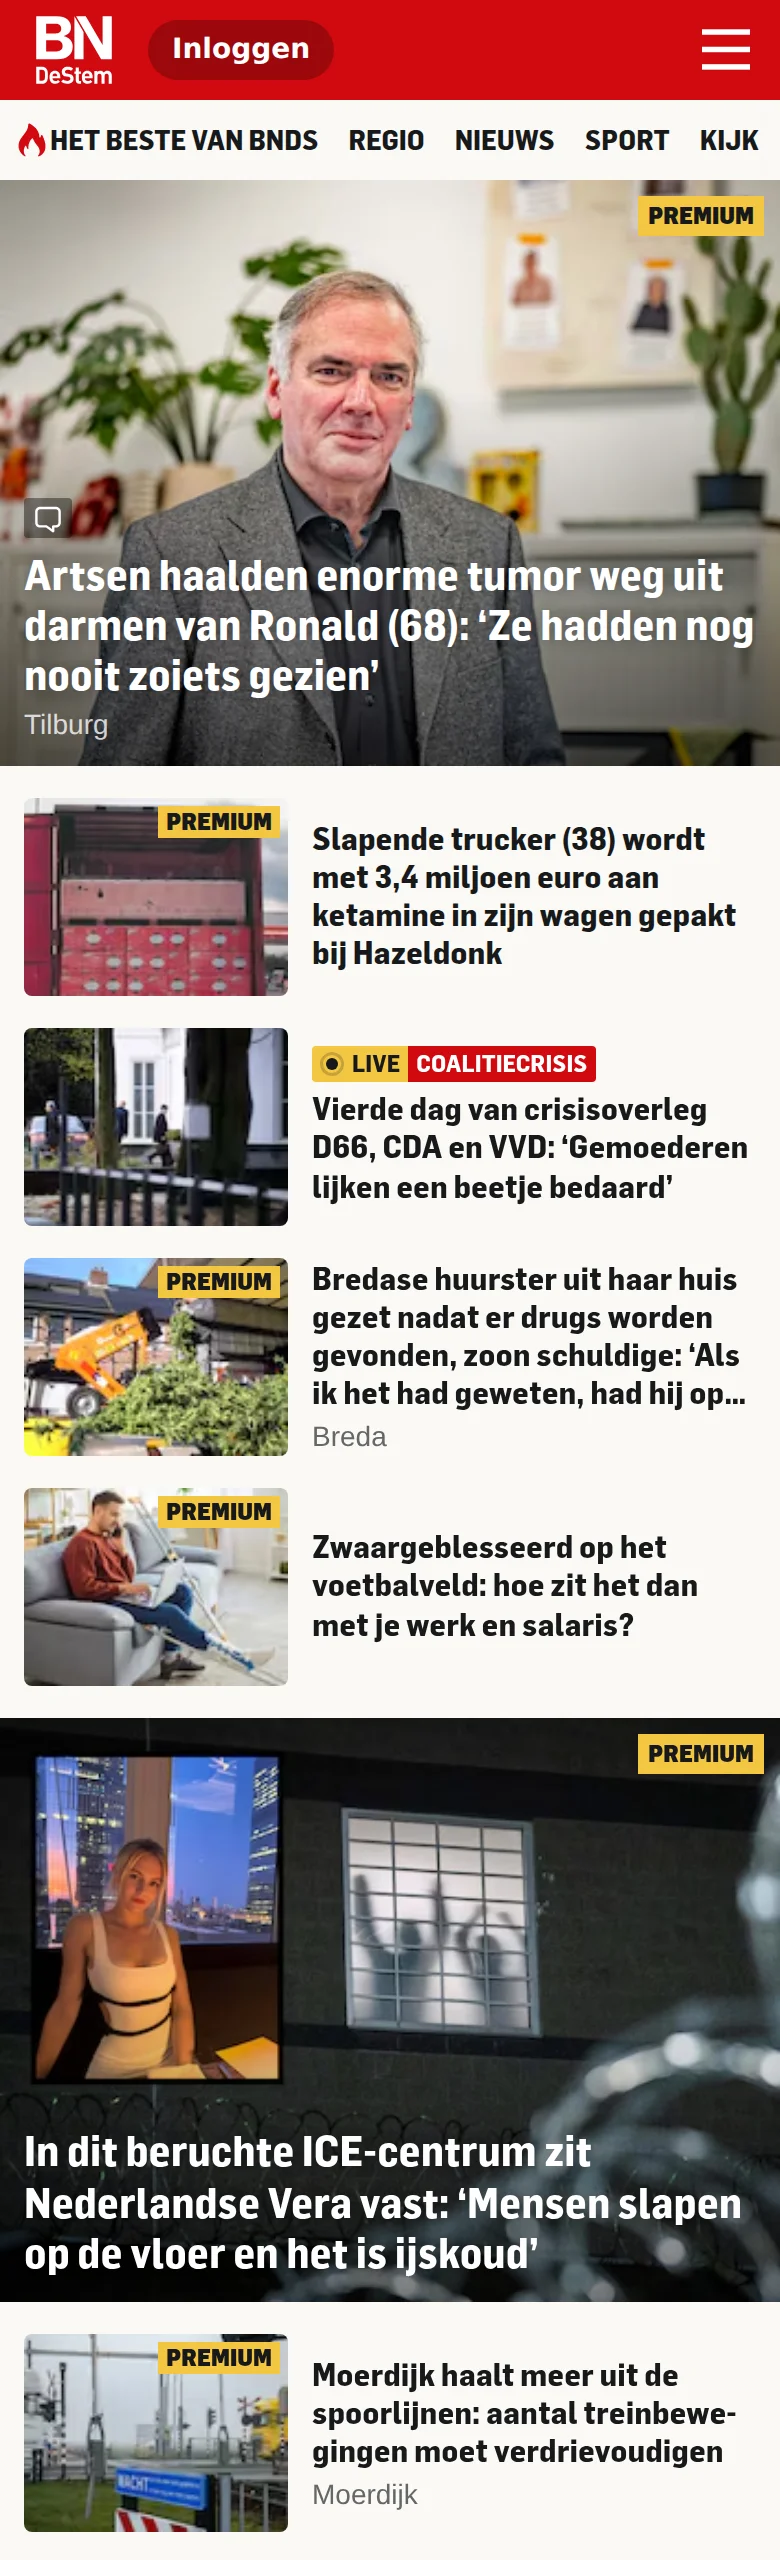 BN
DeStem
Inloggen
HET BESTE VAN BNDS REGIO NIEUWS SPORT KIJK
PREMIUM
Artsen haalden enorme tumor weg uit
darmen van Ronald (68): ‘Ze hadden nog
nooit zoiets gezien’
Tilburg
PREMIUM
Slapende trucker (38) wordt
met 3,4 miljoen euro aan
ketamine in zijn wagen gepakt
bij Hazeldonk
LIVE COALITIECRISIS
Vierde dag van crisisoverleg
D66, CDA en VVD: ‘Gemoederen
lijken een beetje bedaard’
PREMIUM
Bredase huurster uit haar huis
gezet nadat er drugs worden
gevonden, zoon schuldige: ‘Als
ik het had geweten, had hij op...
Breda
PREMIUM
Zwaargeblesseerd op het
voetbalveld: hoe zit het dan
met je werk en salaris?
PREMIUM
In dit beruchte ICE-centrum zit
Nederlandse Vera vast: ‘Mensen slapen
op de vloer en het is ijskoud’
PREMIUM
WACHT
Moerdijk haalt meer uit de
spoorlijnen: aantal treinbewe-
gingen moet verdrievoudigen
Moerdijk